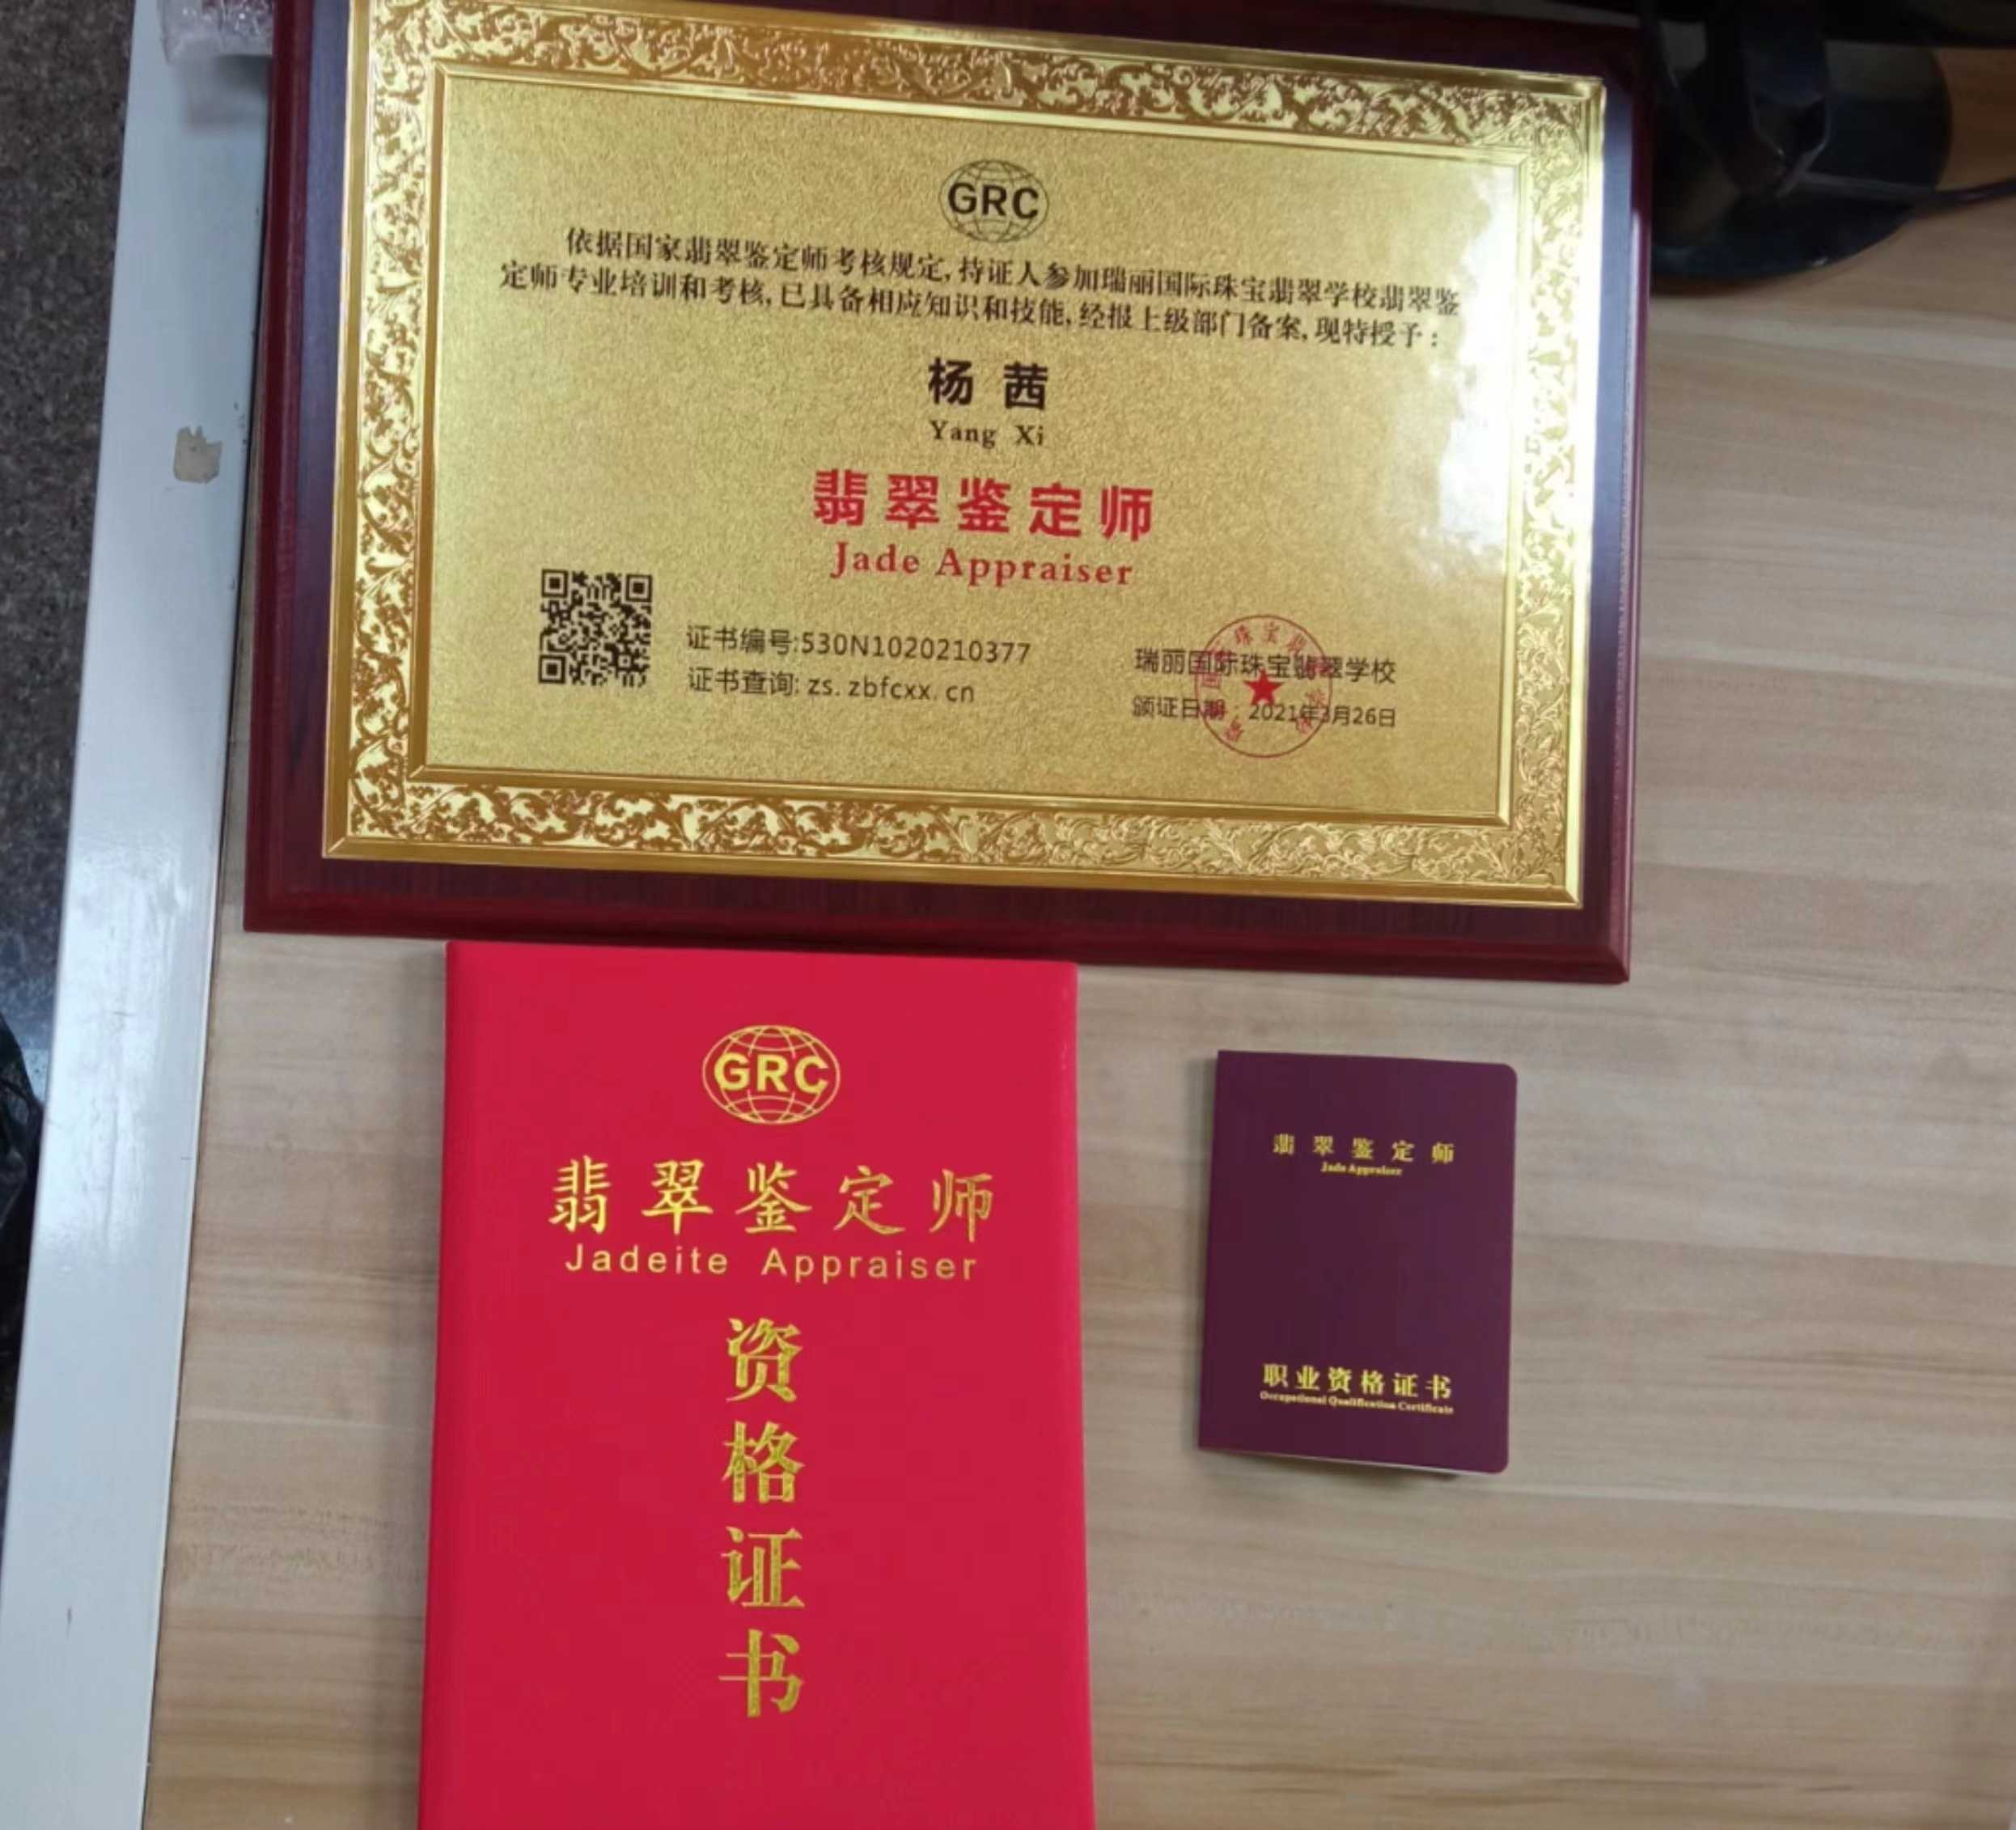 GRC
依据国家翡翠鉴定师考核规定,持证人参加瑞丽国际珠宝翡翠学校翡翠鉴
定师专业培训和考核,已具备相应知识和技能,经报上级部门备案,现特授予:
杨茜
Yang Xi
翡翠鉴定师
Jade Appraiser
证书编号:530N1020210377
证书查询: zs.zbfcxx.cn
瑞丽国际珠宝翡翠学校
颁证日期:2021年3月26日
GRC
翡翠鉴定师
Jadeite Appraiser
资
格
证
书
翡翠鉴定师
Jade Appraiser
职业资格证书
Occupational Qualification Certificate